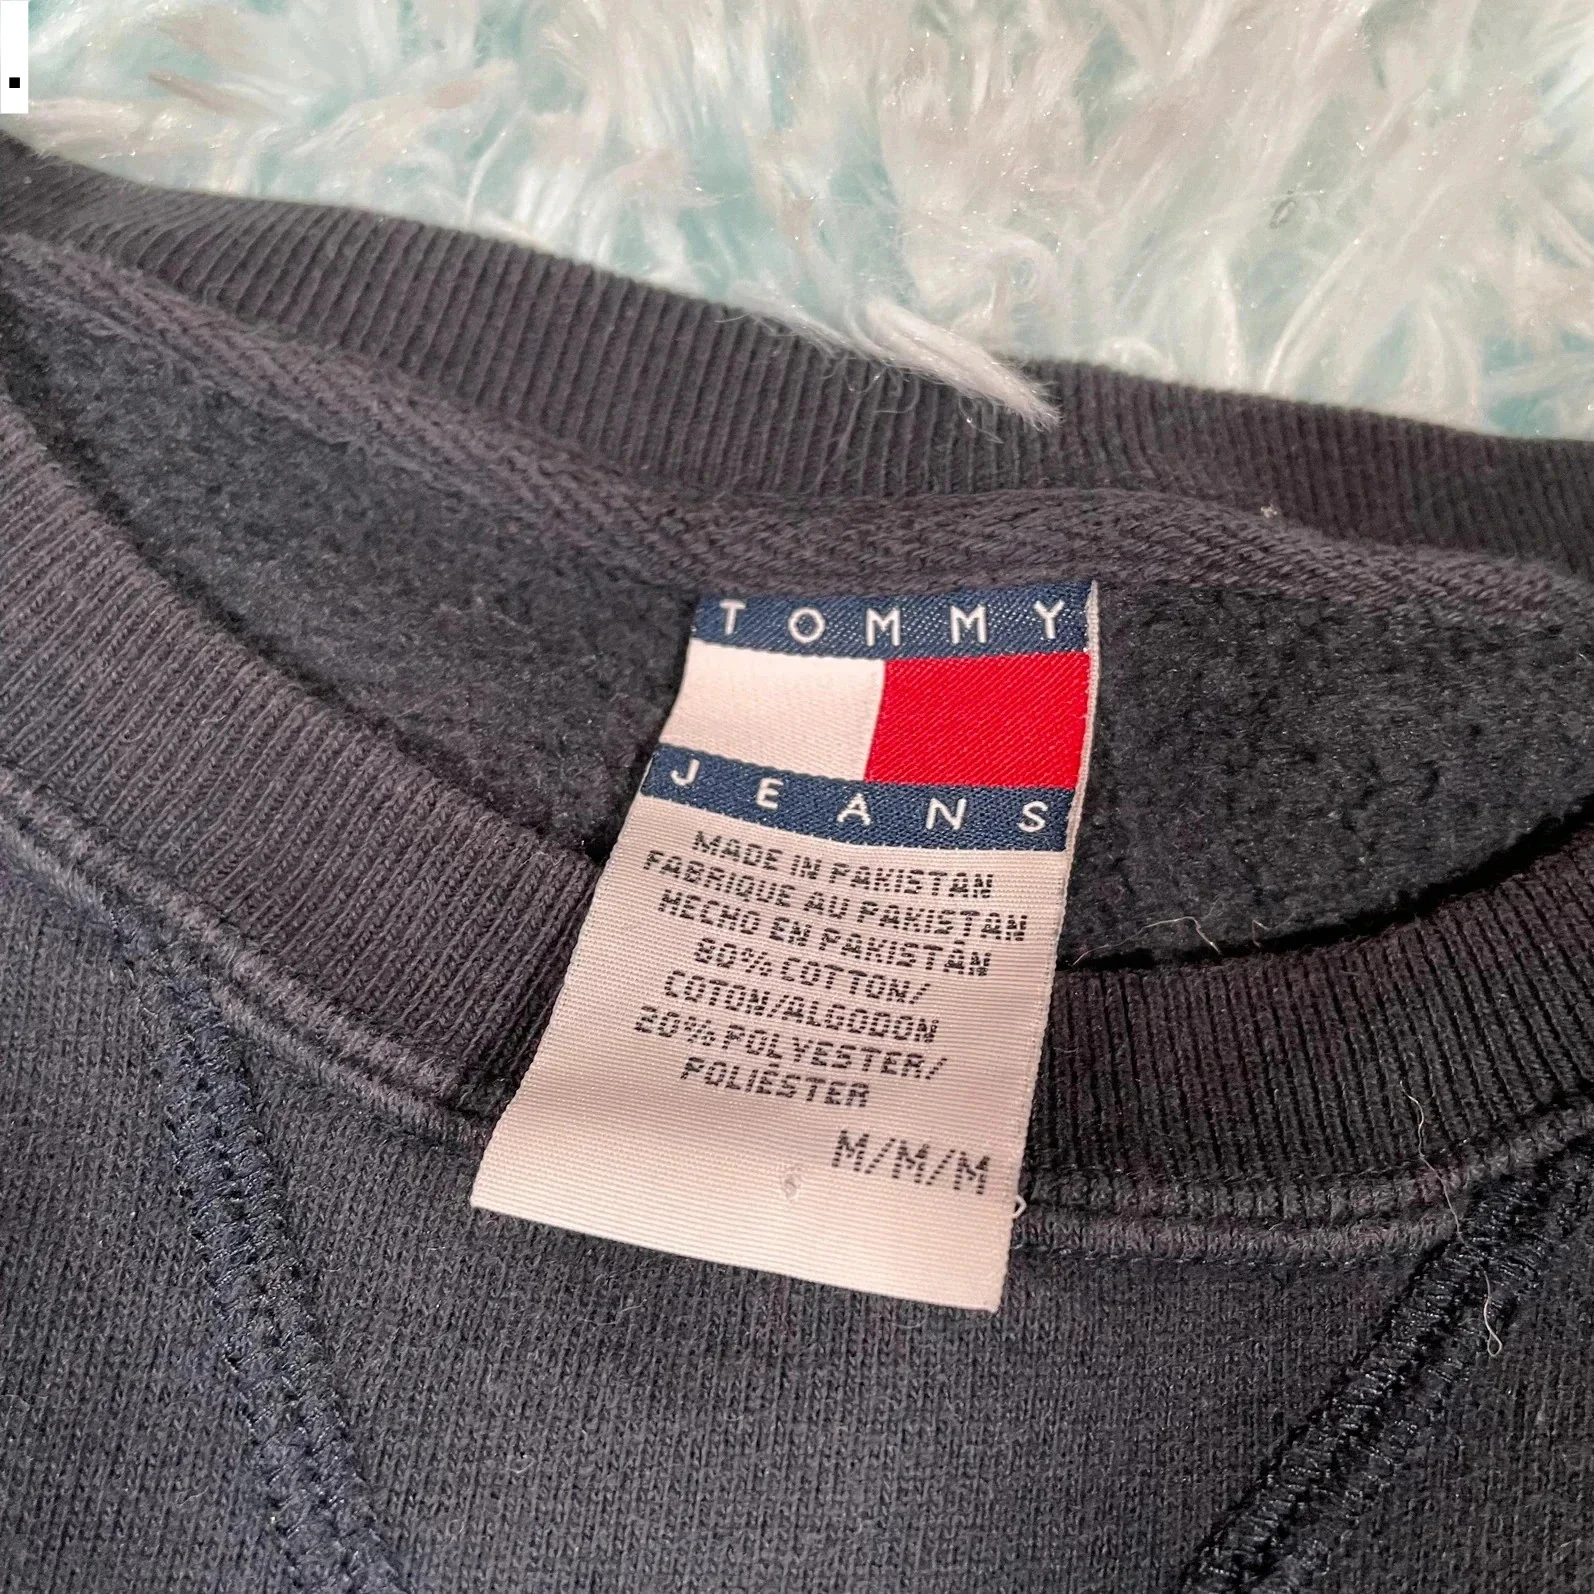 .
TOMMY
JEANS
MADE IN PAKISTAN
FABRIQUE AU PAKISTAN
HECHO EN PAKISTÁN
80% COTTON/
COTON/ALGODON
20% POLYESTER/
POLIÉSTER
M/M/M